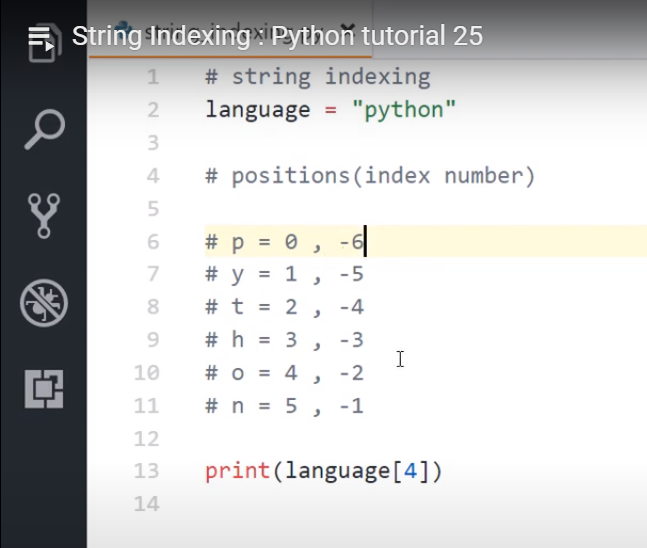 String Indexing : Python tutorial 25
1 # string indexing
2 language = "python"
3
4 # positions(index number)
5
6 # p = 0 , -6
7 # y = 1 , -5
8 # t = 2 , -4
9 # h = 3 , -3
10 # o = 4 , -2
11 # n = 5 , -1
12
13 print(language[4])
14